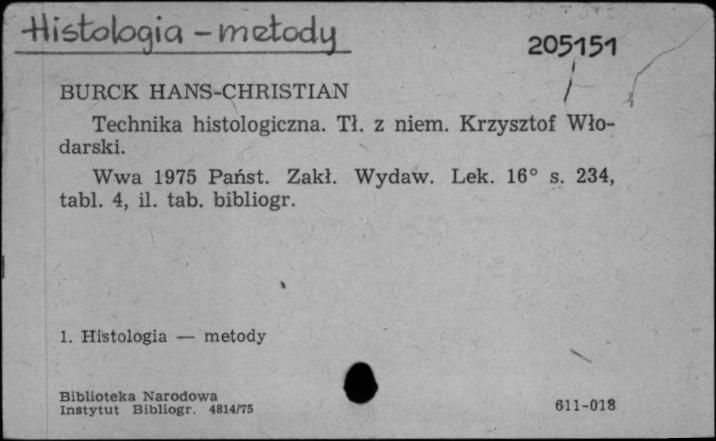 Histologia - metody
205151
BURCK HANS-CHRISTIAN
Technika histologiczna. Tł. z niem. Krzysztof Wło-
darski.
Wwa 1975 Państ. Zakł. Wydaw. Lek. 16° s. 234,
tabl. 4, il. tab. bibliogr.
1. Histologia — metody
Biblioteka Narodowa
Instytut Bibliogr. 4814/75
611-018